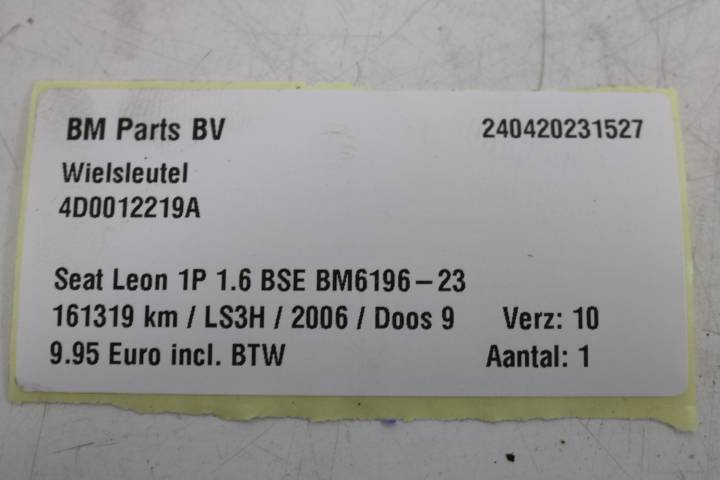 BM Parts BV 240420231527
Wielsleutel
4D0012219A
Seat Leon 1P 1.6 BSE BM6196-23
161319 km / LS3H / 2006 / Doos 9 Verz: 10
9.95 Euro incl. BTW Aantal: 1